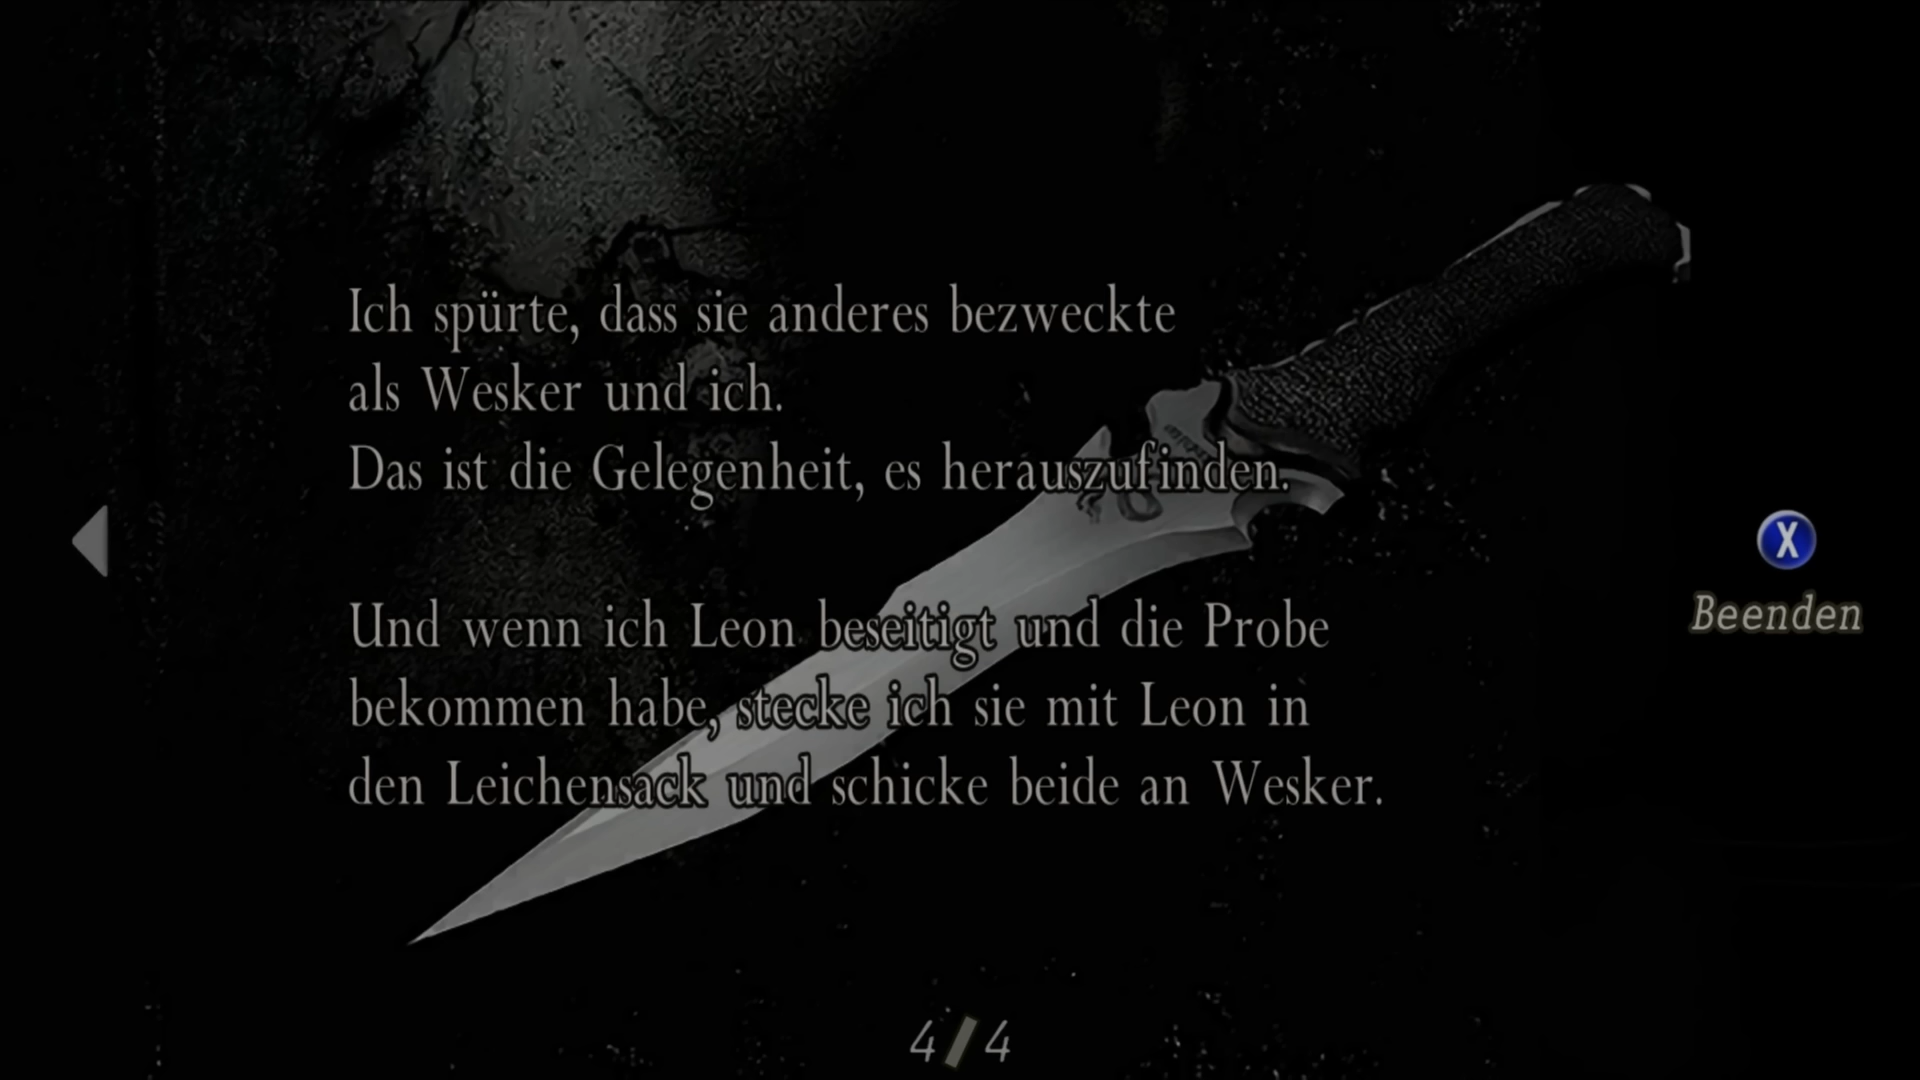 Ich spürte, dass sie anderes bezweckte
als Wesker und ich.
Das ist die Gelegenheit, es herauszufinden.
Und wenn ich Leon beseitigt und die Probe
bekommen habe, stecke ich sie mit Leon in
den Leichensack und schicke beide an Wesker.
X
Beenden
4/4